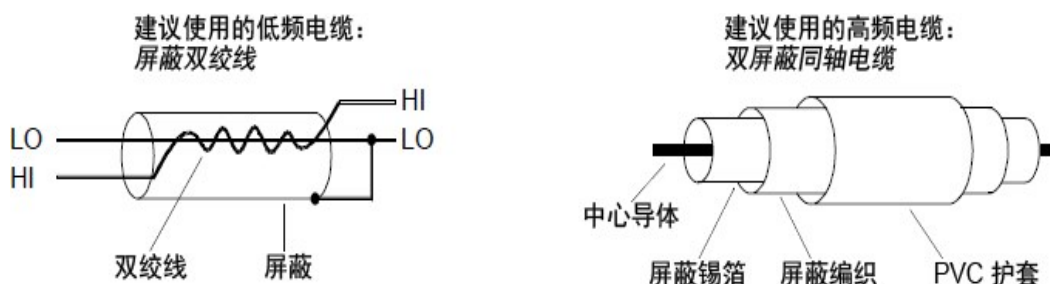 建议使用的低频电缆：
屏蔽双绞线
HI
LO
LO
HI
双绞线
屏蔽
建议使用的高频电缆：
双屏蔽同轴电缆
中心导体
屏蔽锡箔
屏蔽编织
PVC 护套